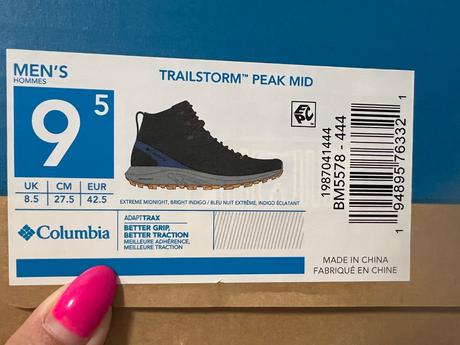 MEN'S
HOMMES
9 5
UK CM EUR
8.5 27.5 42.5
Columbia
TRAILSTORM™ PEAK MID
EPC
EXTREME MIDNIGHT, BRIGHT INDIGO / BLEU NUIT EXTRÊME, INDIGO ÉCLATANT
ADAPTTRAX
BETTER GRIP,
BETTER TRACTION
MEILLEURE ADHÉRENCE,
MEILLEURE TRACTION
1987041444
BM5578 - 444
1 94895 76332 1
MADE IN CHINA
FABRIQUÉ EN CHINE